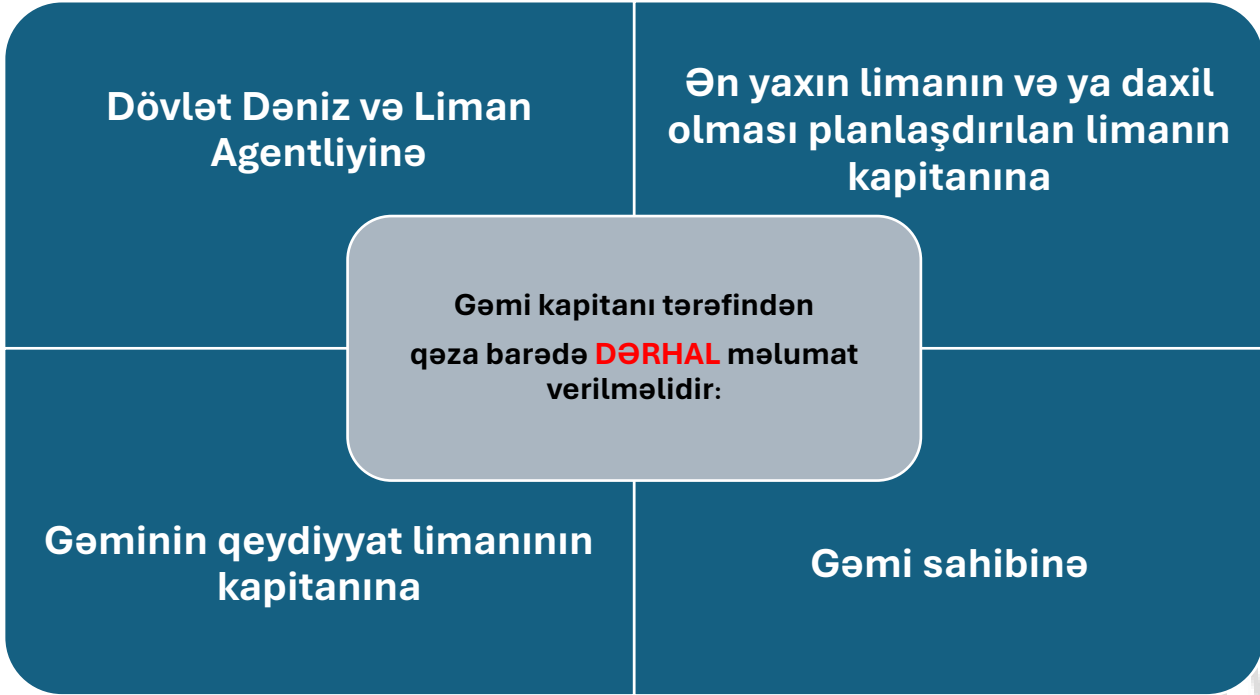 Dövlət Dəniz və Liman
Agentliyinə
Ən yaxın limanın və ya daxil
olması planlaşdırılan limanın
kapitanına
Gəmi kapitanı tərəfindən
qəza barədə DƏRHAL məlumat
verilməlidir:
Gəminin qeydiyyat limanının
kapitanına
Gəmi sahibinə